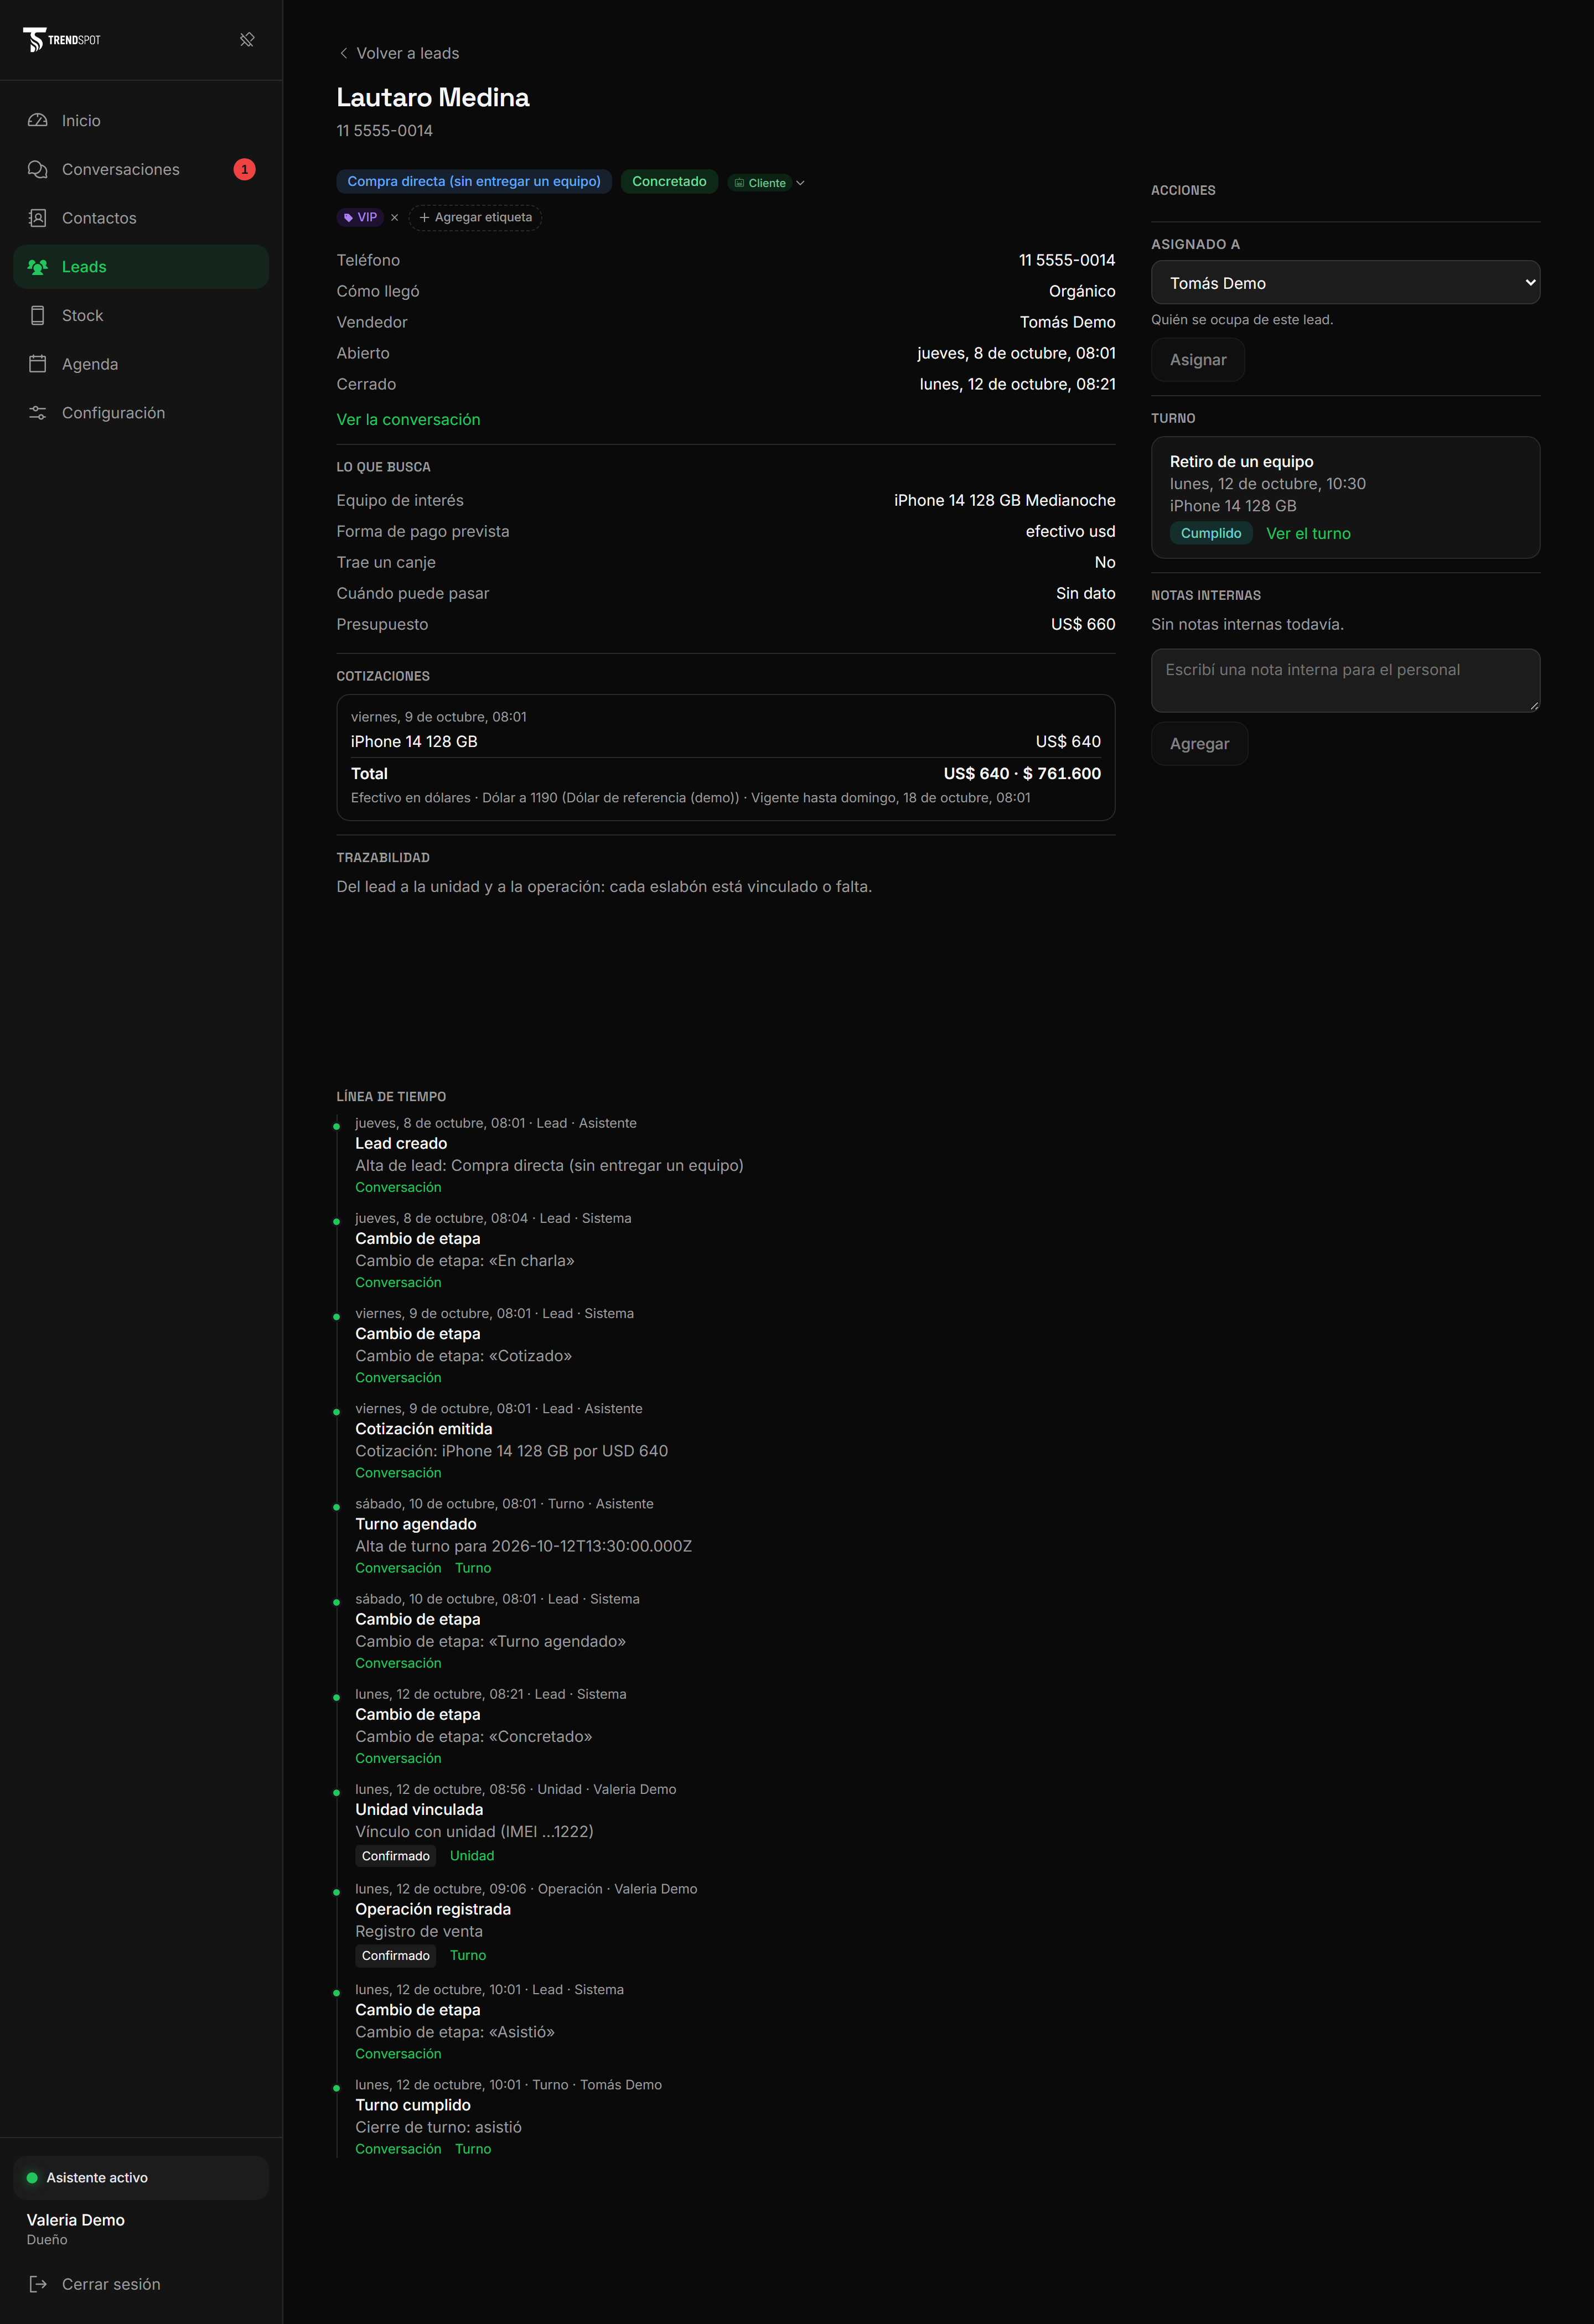 TRENDSPOT
Inicio
Conversaciones 1
Contactos
Leads
Stock
Agenda
Configuración
Asistente activo
Valeria Demo
Dueño
Cerrar sesión
Volver a leads
Lautaro Medina
11 5555-0014
Compra directa (sin entregar un equipo) Concretado Cliente
VIP × + Agregar etiqueta
Teléfono 11 5555-0014
Cómo llegó Orgánico
Vendedor Tomás Demo
Abierto jueves, 8 de octubre, 08:01
Cerrado lunes, 12 de octubre, 08:21
Ver la conversación
LO QUE BUSCA
Equipo de interés iPhone 14 128 GB Medianoche
Forma de pago prevista efectivo usd
Trae un canje No
Cuándo puede pasar Sin dato
Presupuesto US$ 660
COTIZACIONES
viernes, 9 de octubre, 08:01
iPhone 14 128 GB US$ 640
Total US$ 640 · $ 761.600
Efectivo en dólares · Dólar a 1190 (Dólar de referencia (demo)) · Vigente hasta domingo, 18 de octubre, 08:01
TRAZABILIDAD
Del lead a la unidad y a la operación: cada eslabón está vinculado o falta.
LÍNEA DE TIEMPO
jueves, 8 de octubre, 08:01 · Lead · Asistente
Lead creado
Alta de lead: Compra directa (sin entregar un equipo)
Conversación
jueves, 8 de octubre, 08:04 · Lead · Sistema
Cambio de etapa
Cambio de etapa: «En charla»
Conversación
viernes, 9 de octubre, 08:01 · Lead · Sistema
Cambio de etapa
Cambio de etapa: «Cotizado»
Conversación
viernes, 9 de octubre, 08:01 · Lead · Asistente
Cotización emitida
Cotización: iPhone 14 128 GB por USD 640
Conversación
sábado, 10 de octubre, 08:01 · Turno · Asistente
Turno agendado
Alta de turno para 2026-10-12T13:30:00.000Z
Conversación Turno
sábado, 10 de octubre, 08:01 · Lead · Sistema
Cambio de etapa
Cambio de etapa: «Turno agendado»
Conversación
lunes, 12 de octubre, 08:21 · Lead · Sistema
Cambio de etapa
Cambio de etapa: «Concretado»
Conversación
lunes, 12 de octubre, 08:56 · Unidad · Valeria Demo
Unidad vinculada
Vínculo con unidad (IMEI …1222)
Confirmado Unidad
lunes, 12 de octubre, 09:06 · Operación · Valeria Demo
Operación registrada
Registro de venta
Confirmado Turno
lunes, 12 de octubre, 10:01 · Lead · Sistema
Cambio de etapa
Cambio de etapa: «Asistió»
Conversación
lunes, 12 de octubre, 10:01 · Turno · Tomás Demo
Turno cumplido
Cierre de turno: asistió
Conversación Turno
ACCIONES
ASIGNADO A
Tomás Demo
Quién se ocupa de este lead.
Asignar
TURNO
Retiro de un equipo
lunes, 12 de octubre, 10:30
iPhone 14 128 GB
Cumplido Ver el turno
NOTAS INTERNAS
Sin notas internas todavía.
Escribí una nota interna para el personal
Agregar